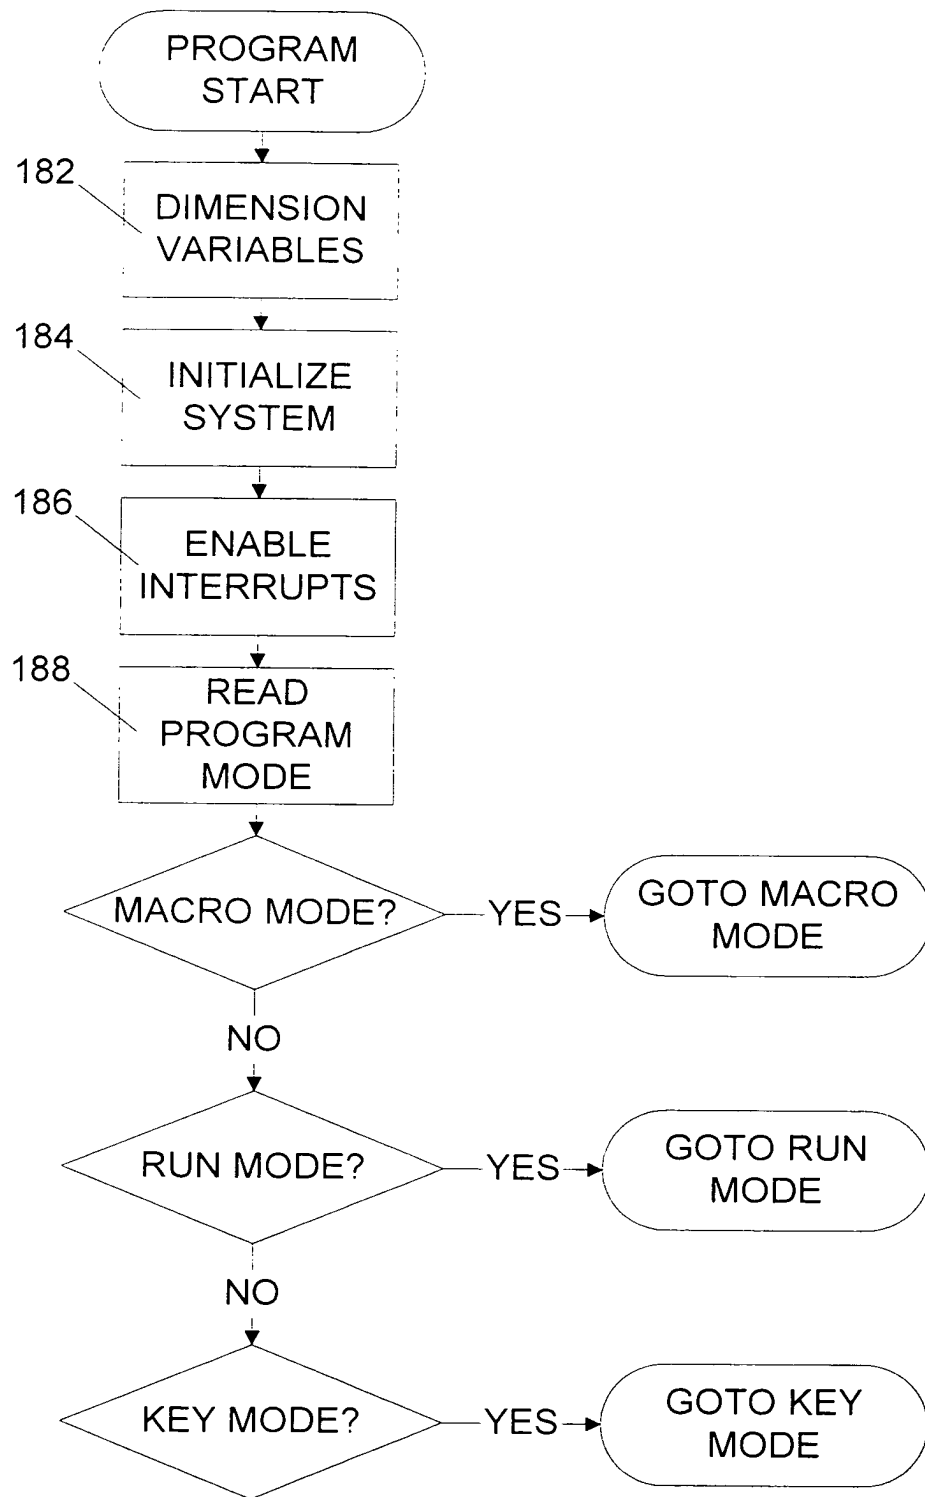 PROGRAM
START
182
DIMENSION
VARIABLES
184
INITIALIZE
SYSTEM
186
ENABLE
INTERRUPTS
188
READ
PROGRAM
MODE
MACRO MODE?
YES
GOTO MACRO
MODE
NO
RUN MODE?
YES
GOTO RUN
MODE
NO
KEY MODE?
YES
GOTO KEY
MODE